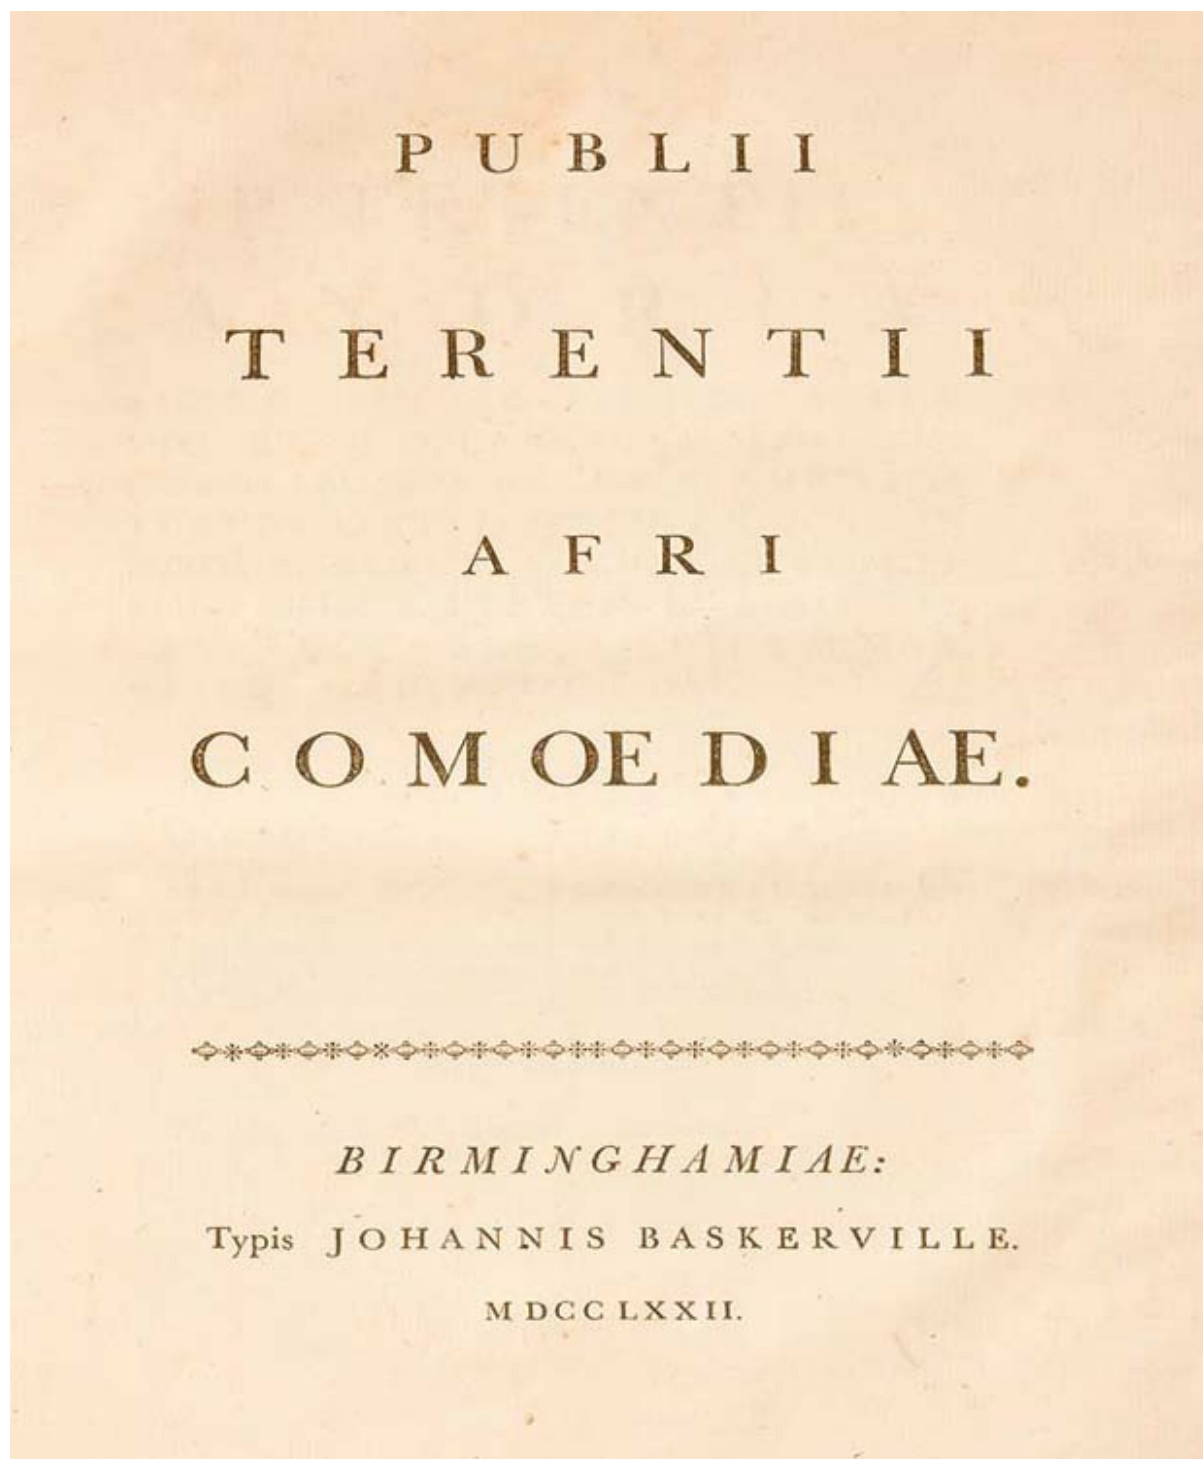 PUBLII
TERENTII
AFRI
COMOEDIAE.
BIRMINGHAMIAE:
Typis JOHANNIS BASKERVILLE.
MDCCLXXII.